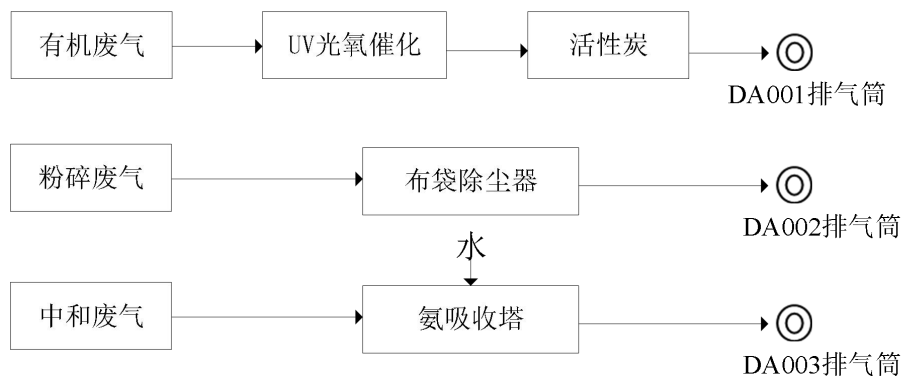 有机废气
UV光氧催化
活性炭
DA001排气筒
粉碎废气
布袋除尘器
DA002排气筒
水
中和废气
氨吸收塔
DA003排气筒